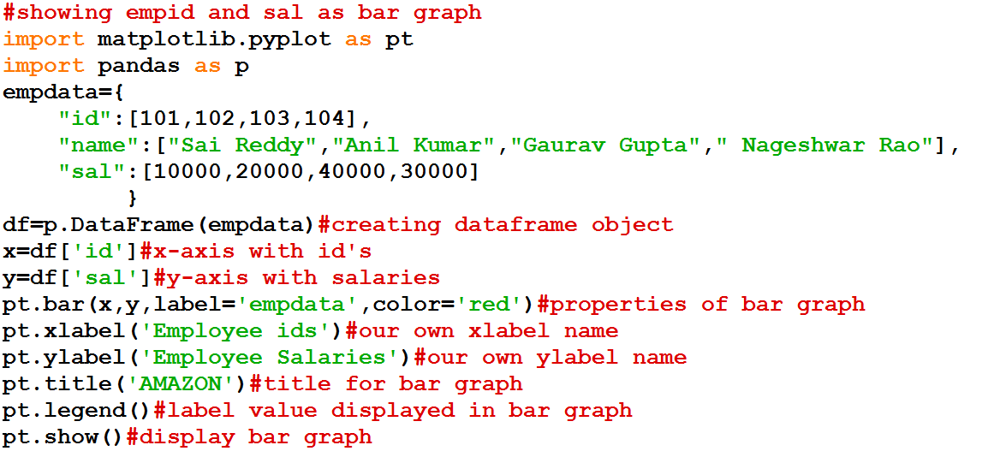 #showing empid and sal as bar graph
import matplotlib.pyplot as pt
import pandas as p
empdata={
    "id":[101,102,103,104],
    "name":["Sai Reddy","Anil Kumar","Gaurav Gupta"," Nageshwar Rao"],
    "sal":[10000,20000,40000,30000]
         }
df=p.DataFrame(empdata)#creating dataframe object
x=df['id']#x-axis with id's
y=df['sal']#y-axis with salaries
pt.bar(x,y,label='empdata',color='red')#properties of bar graph
pt.xlabel('Employee ids')#our own xlabel name
pt.ylabel('Employee Salaries')#our own ylabel name
pt.title('AMAZON')#title for bar graph
pt.legend()#label value displayed in bar graph
pt.show()#display bar graph